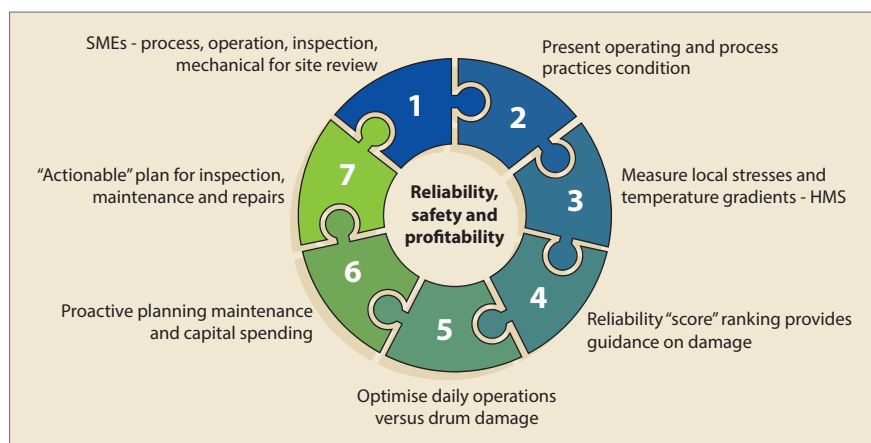 SMEs - process, operation, inspection,
mechanical for site review
1
Present operating and process
practices condition
2
Measure local stresses and
temperature gradients - HMS
3
Reliability “score” ranking provides
guidance on damage
4
Optimise daily operations
versus drum damage
5
Proactive planning maintenance
and capital spending
6
“Actionable” plan for inspection,
maintenance and repairs
7
Reliability,
safety and
profitability